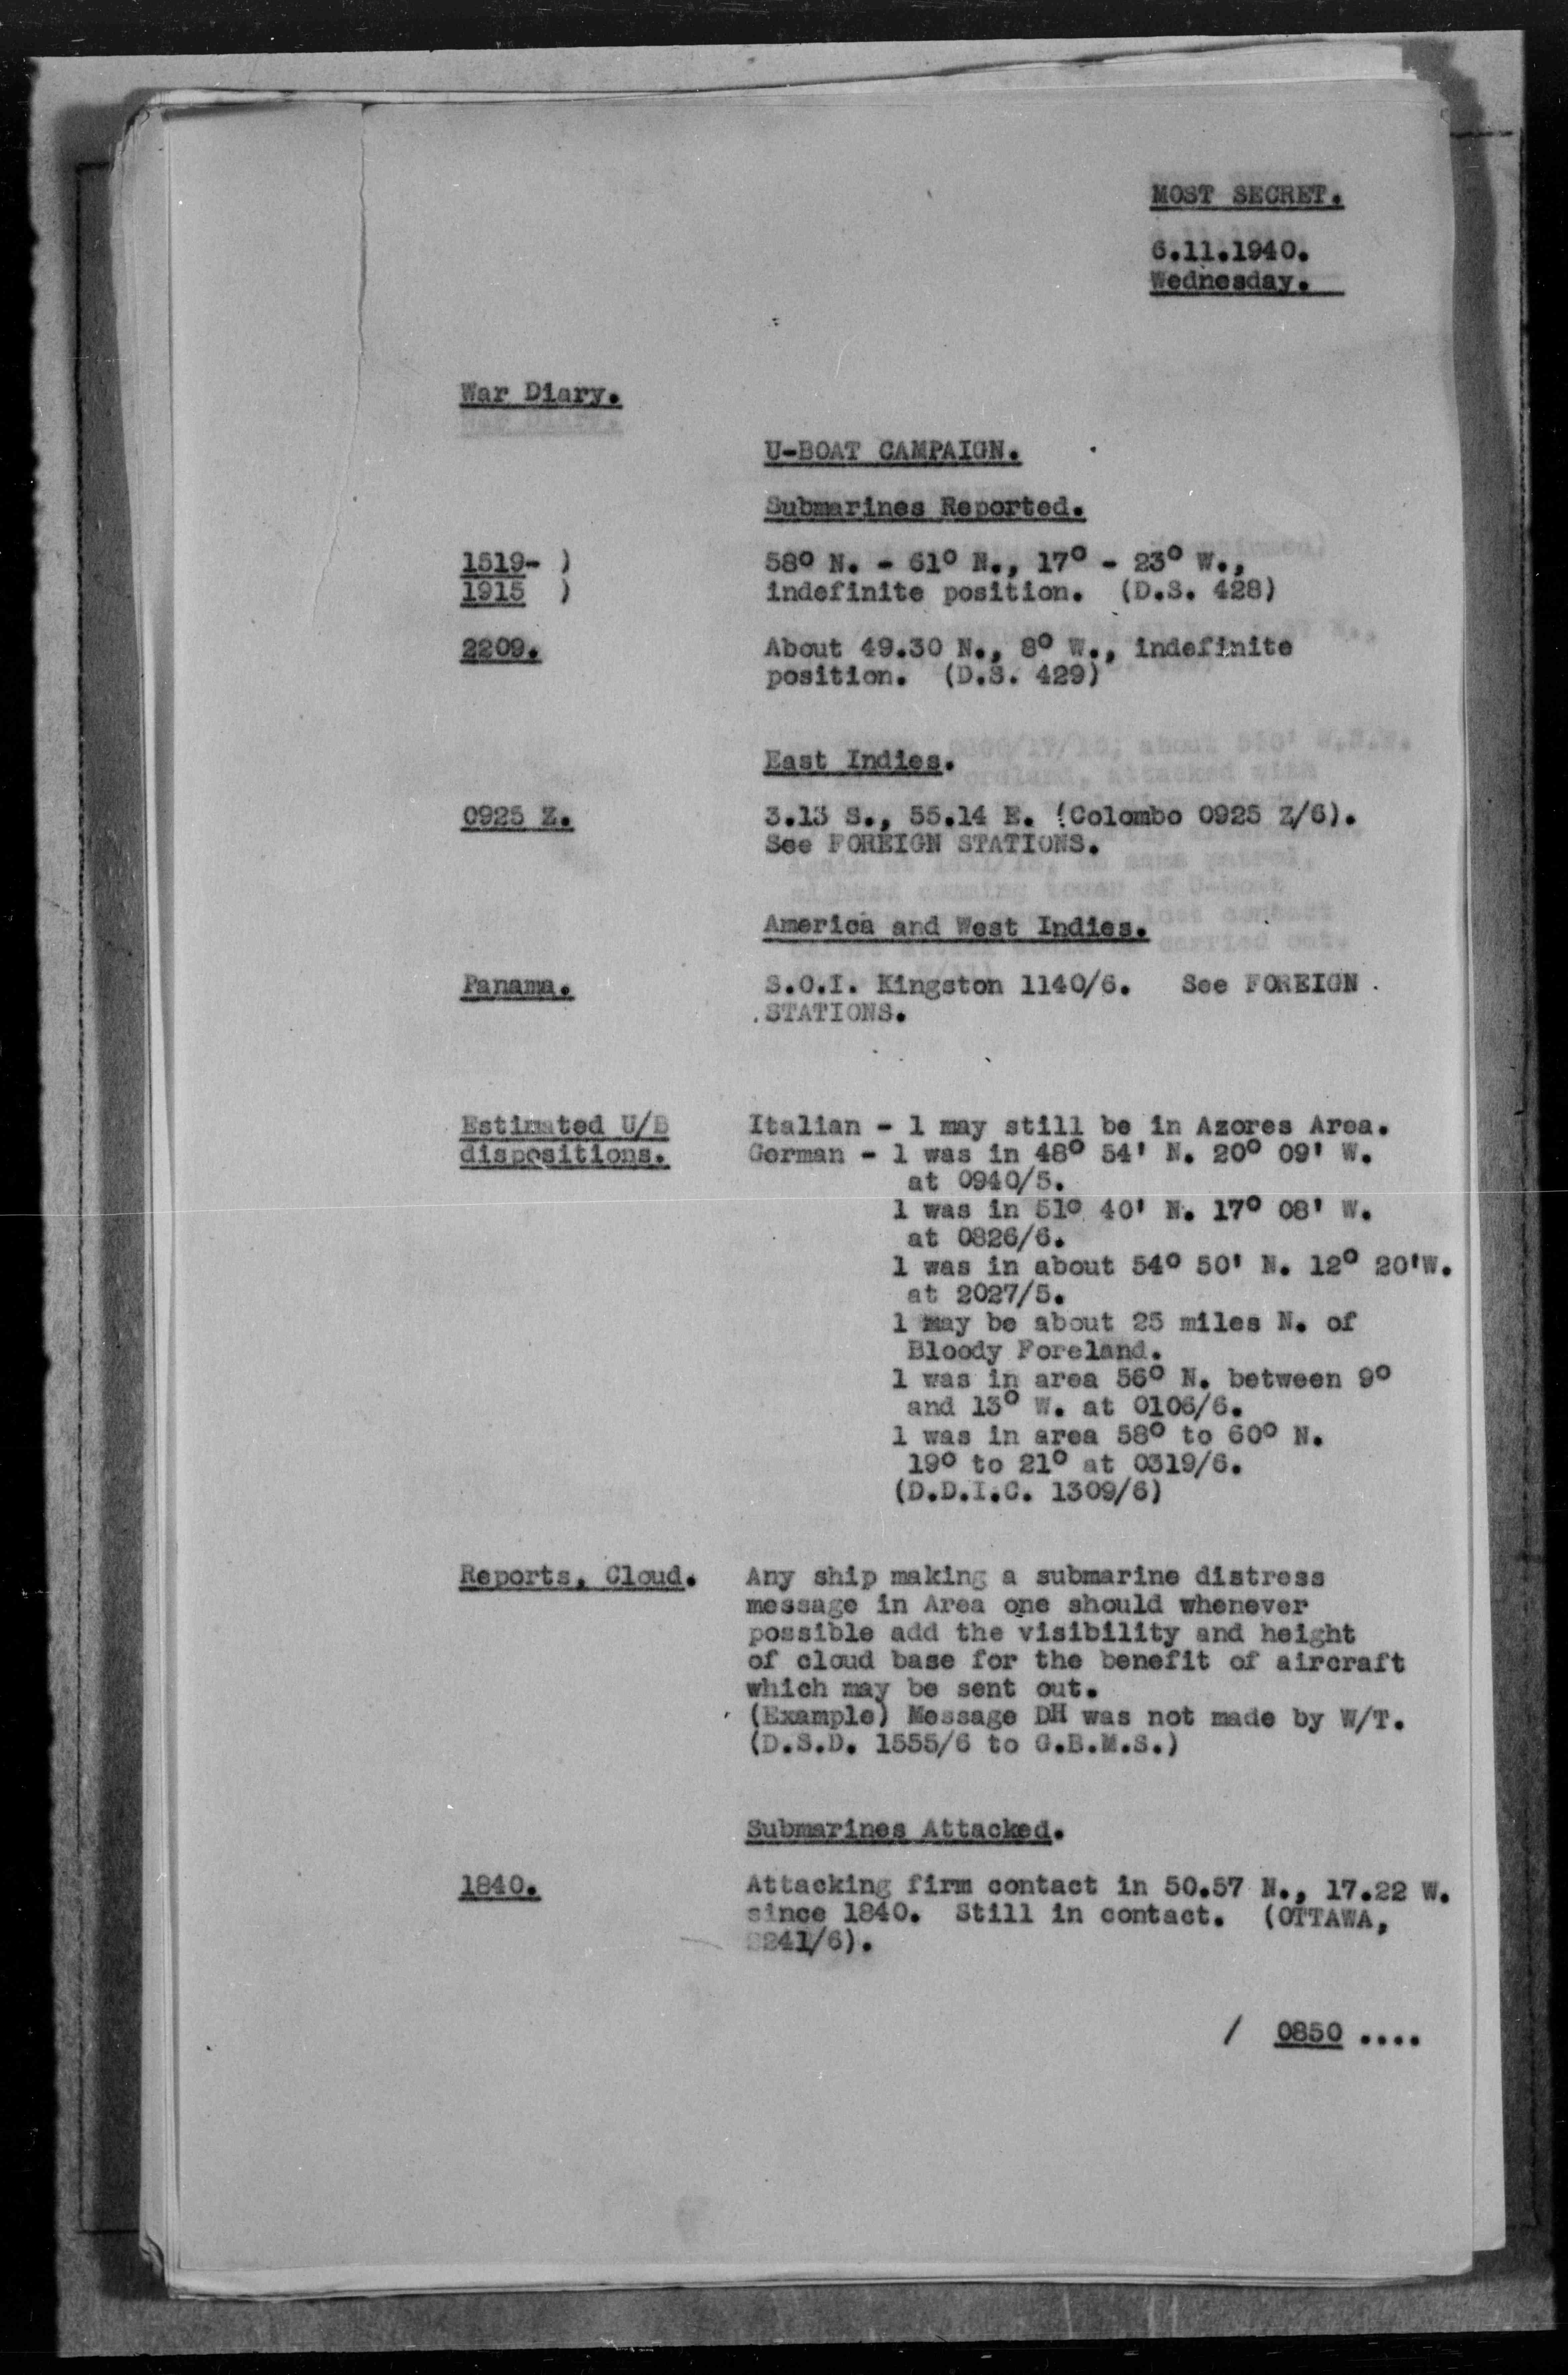 MOST SECRET.
6.11.1940.
Wednesday.
War Diary.
U-BOAT CAMPAIGN.
Submarines Reported.
1519- ) 58° N. - 61° N., 17° - 23° W.,
1915 ) indefinite position. (D.S. 428)
2209. About 49.30 N., 8° W., indefinite
position. (D.S. 429)
East Indies.
0925 Z. 3.13 S., 55.14 E. (Colombo 0925 Z/6).
See FOREIGN STATIONS.
America and West Indies.
Panama. S.O.I. Kingston 1140/6. See FOREIGN
STATIONS.
Estimated U/B Italian - 1 may still be in Azores Area.
dispositions. German - 1 was in 48° 54' N. 20° 09' W.
at 0940/5.
1 was in 51° 40' N. 17° 08' W.
at 0826/6.
1 was in about 54° 50' N. 12° 20'W.
at 2027/5.
1 may be about 25 miles N. of
Bloody Foreland.
1 was in area 56° N. between 9°
and 13° W. at 0106/6.
1 was in area 58° to 60° N.
19° to 21° at 0319/6.
(D.D.I.C. 1309/6)
Reports, Cloud. Any ship making a submarine distress
message in Area one should whenever
possible add the visibility and height
of cloud base for the benefit of aircraft
which may be sent out.
(Example) Message DH was not made by W/T.
(D.S.D. 1555/6 to G.B.M.S.)
Submarines Attacked.
1840. Attacking firm contact in 50.57 N., 17.22 W.
since 1840. Still in contact. (OTTAWA,
/ 0850 ....